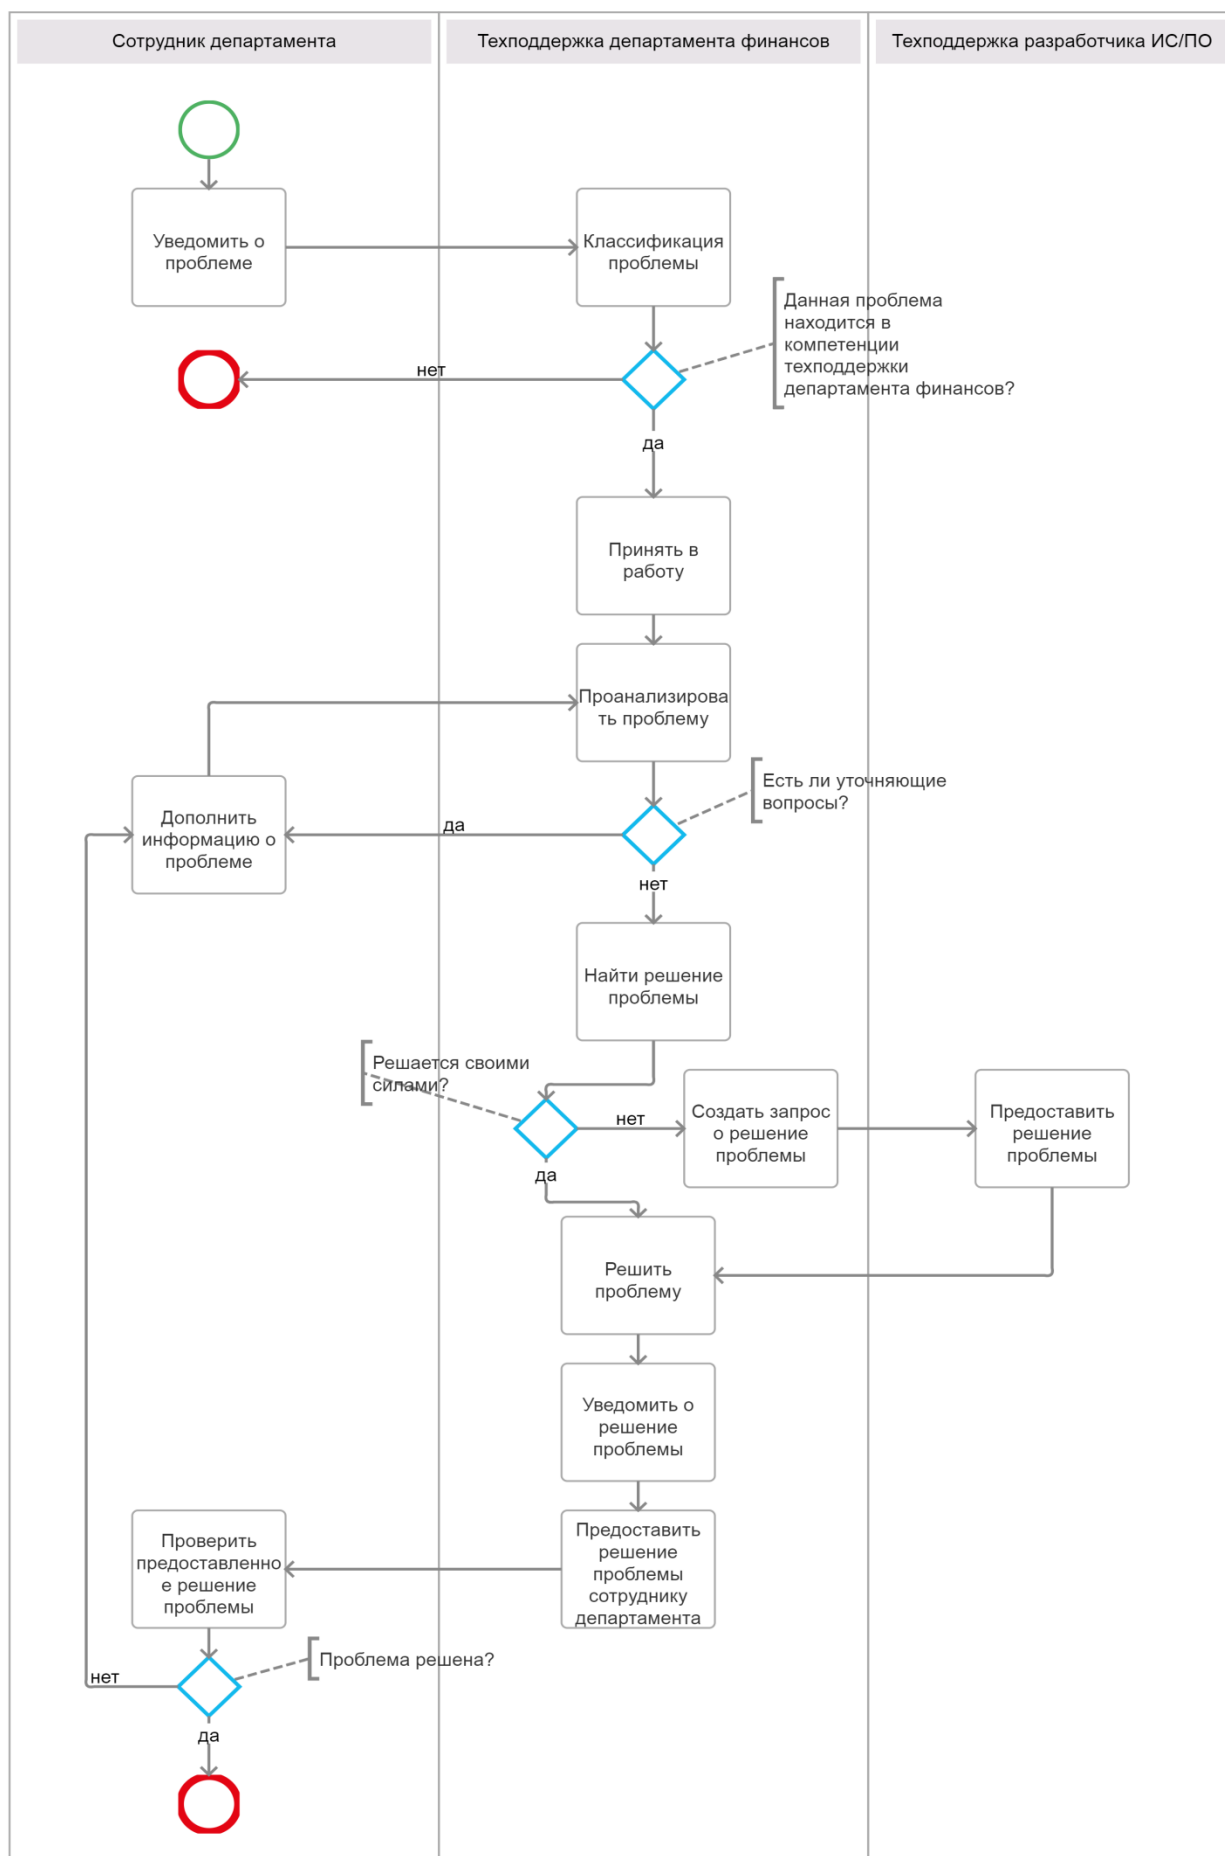 Сотрудник департамента
Техподдержка департамента финансов
Техподдержка разработчика ИС/ПО
Уведомить о
проблеме
Классификация
проблемы
Данная проблема
находится в
компетенции
техподдержки
департамента финансов?
нет
да
Принять в
работу
Проанализирова
ть проблему
Есть ли уточняющие
вопросы?
Дополнить
информацию о
проблеме
да
нет
Найти решение
проблемы
Решается своими
силами?
нет
Создать запрос
о решение
проблемы
Предоставить
решение
проблемы
да
Решить
проблему
Уведомить о
решение
проблемы
Предоставить
решение
проблемы
сотруднику
департамента
Проверить
предоставленно
е решение
проблемы
Проблема решена?
нет
да